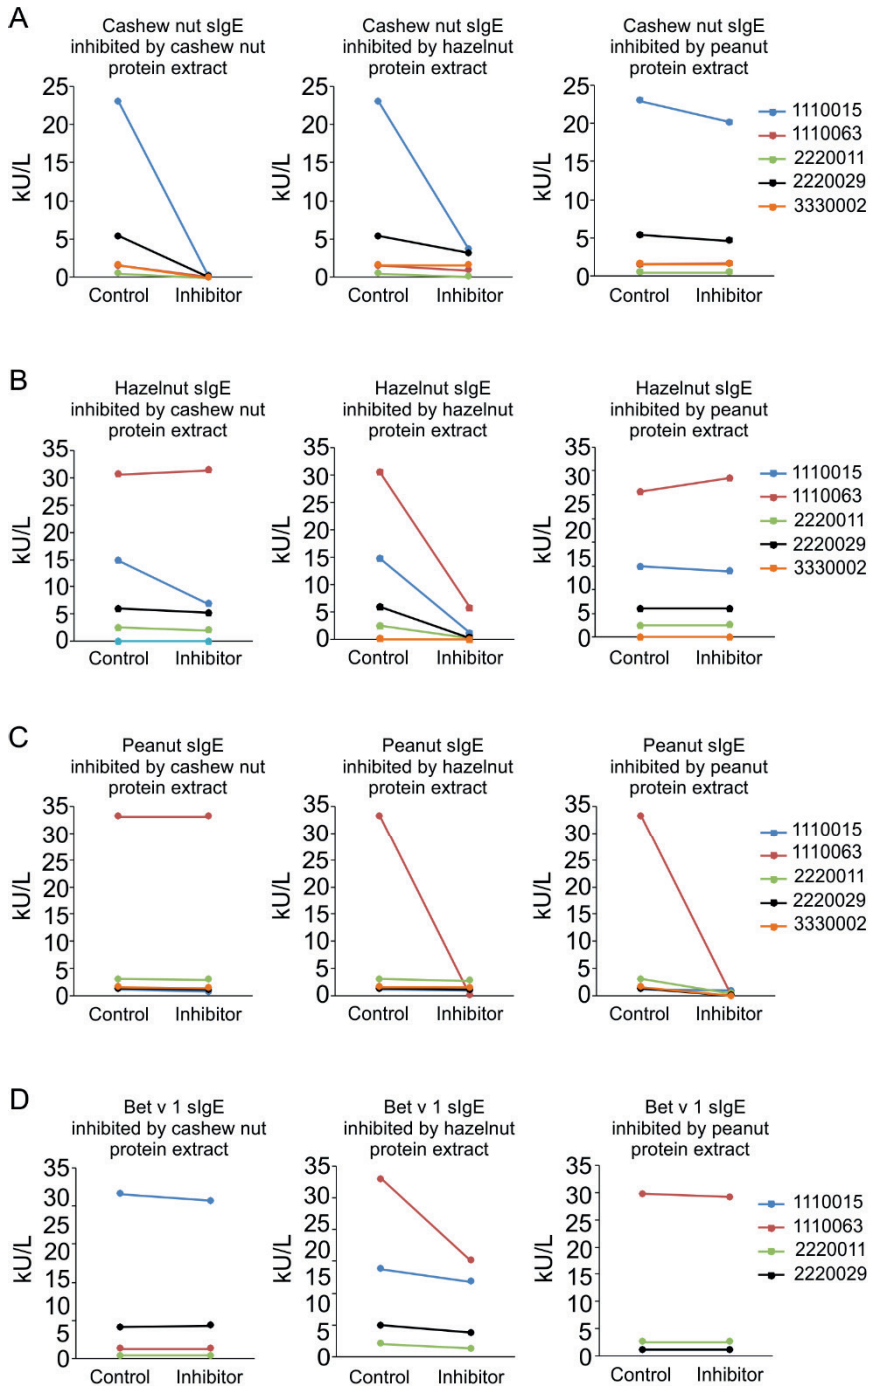 A
Cashew nut sIgE
inhibited by cashew nut
protein extract
Cashew nut sIgE
inhibited by hazelnut
protein extract
Cashew nut sIgE
inhibited by peanut
protein extract
kU/L
25
20
15
10
5
0
Control Inhibitor
kU/L
25
20
15
10
5
0
Control Inhibitor
kU/L
25
20
15
10
5
0
Control Inhibitor
1110015
1110063
2220011
2220029
3330002
B
Hazelnut sIgE
inhibited by cashew nut
protein extract
Hazelnut sIgE
inhibited by hazelnut
protein extract
Hazelnut sIgE
inhibited by peanut
protein extract
kU/L
35
30
25
20
15
10
5
0
Control Inhibitor
kU/L
35
30
25
20
15
10
5
0
Control Inhibitor
kU/L
35
30
25
20
15
10
5
0
Control Inhibitor
1110015
1110063
2220011
2220029
3330002
C
Peanut sIgE
inhibited by cashew nut
protein extract
Peanut sIgE
inhibited by hazelnut
protein extract
Peanut sIgE
inhibited by peanut
protein extract
kU/L
35
30
25
20
15
10
5
0
Control Inhibitor
kU/L
35
30
25
20
15
10
5
0
Control Inhibitor
kU/L
35
30
25
20
15
10
5
0
Control Inhibitor
1110015
1110063
2220011
2220029
3330002
D
Bet v 1 sIgE
inhibited by cashew nut
protein extract
Bet v 1 sIgE
inhibited by hazelnut
protein extract
Bet v 1 sIgE
inhibited by peanut
protein extract
kU/L
35
30
25
20
15
10
5
0
Control Inhibitor
kU/L
35
30
25
20
15
10
5
0
Control Inhibitor
kU/L
35
30
25
20
15
10
5
0
Control Inhibitor
1110015
1110063
2220011
2220029